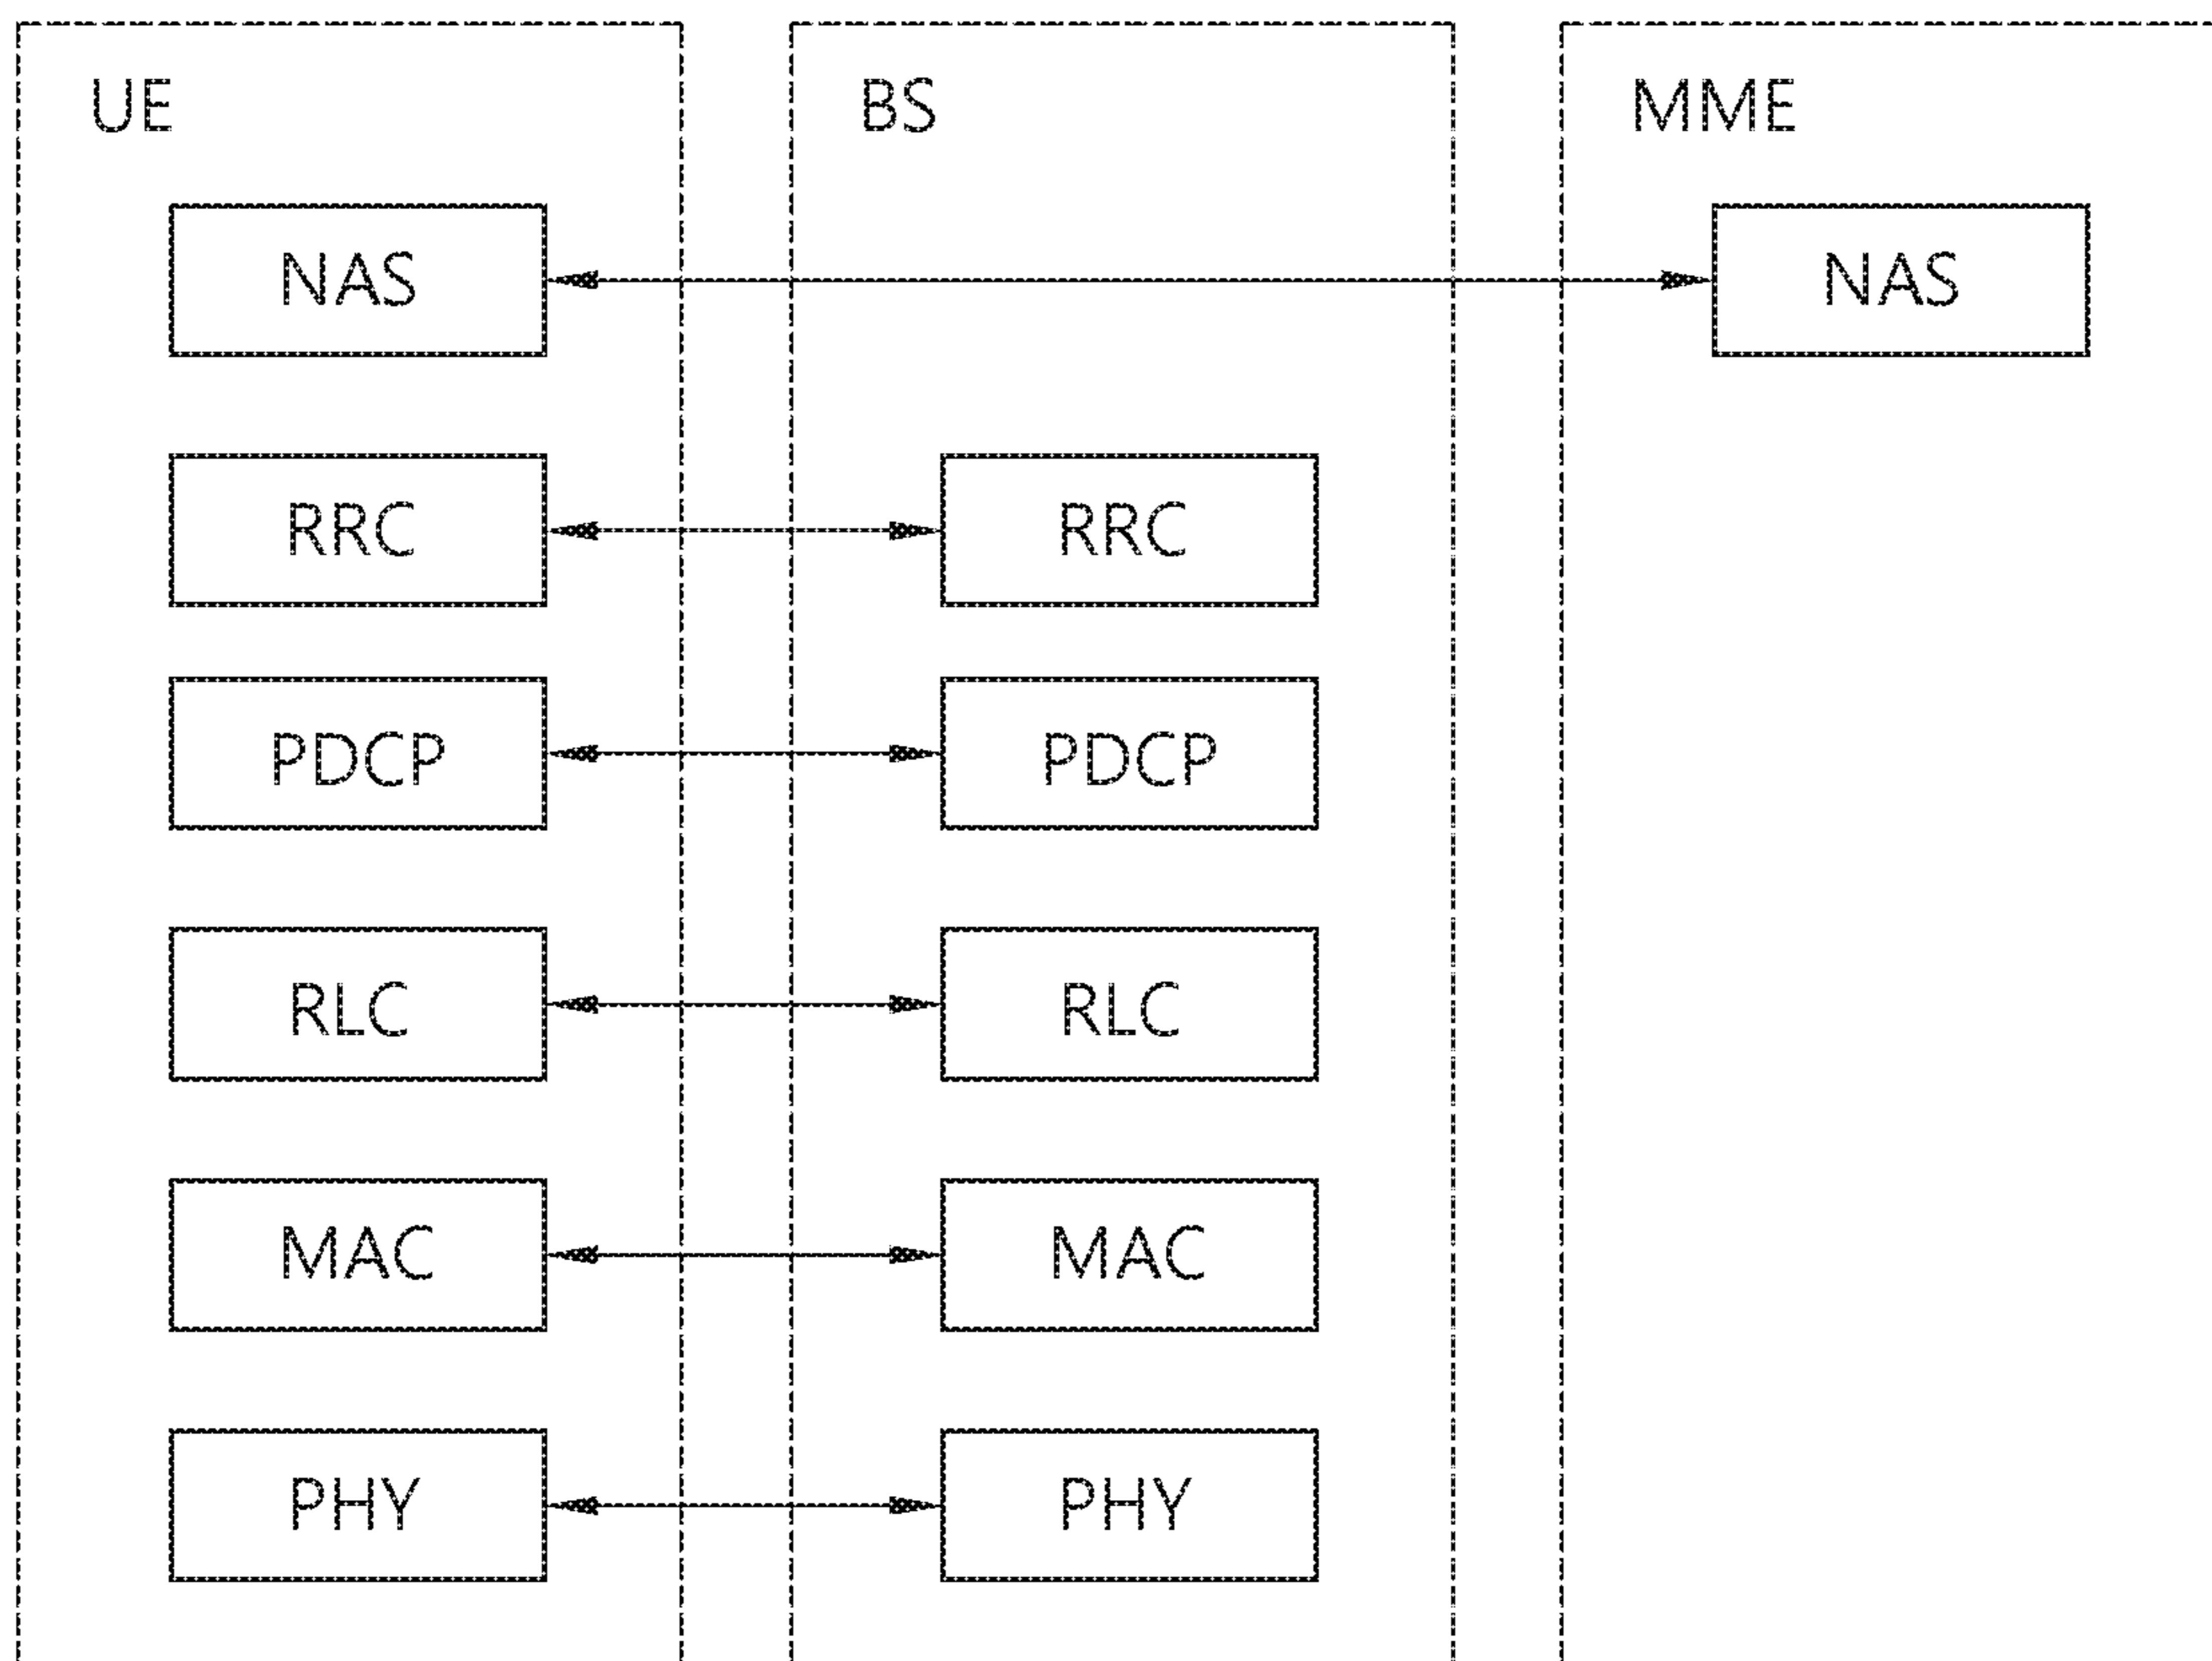 UE BS MME
NAS NAS
RRC RRC
PDCP PDCP
RLC RLC
MAC MAC
PHY PHY